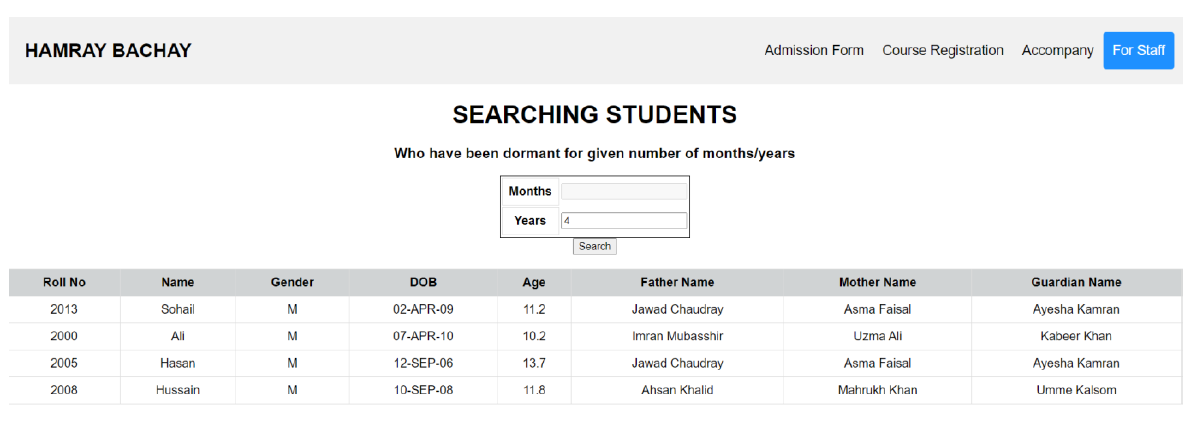 HAMRAY BACHAY Admission Form Course Registration Accompany For Staff
SEARCHING STUDENTS
Who have been dormant for given number of months/years
Months
Years 4
Search
Roll No Name Gender DOB Age Father Name Mother Name Guardian Name
2013 Sohail M 02-APR-09 11.2 Jawad Chaudray Asma Faisal Ayesha Kamran
2000 Ali M 07-APR-10 10.2 Imran Mubasshir Uzma Ali Kabeer Khan
2005 Hasan M 12-SEP-06 13.7 Jawad Chaudray Asma Faisal Ayesha Kamran
2008 Hussain M 10-SEP-08 11.8 Ahsan Khalid Mahrukh Khan Umme Kalsom